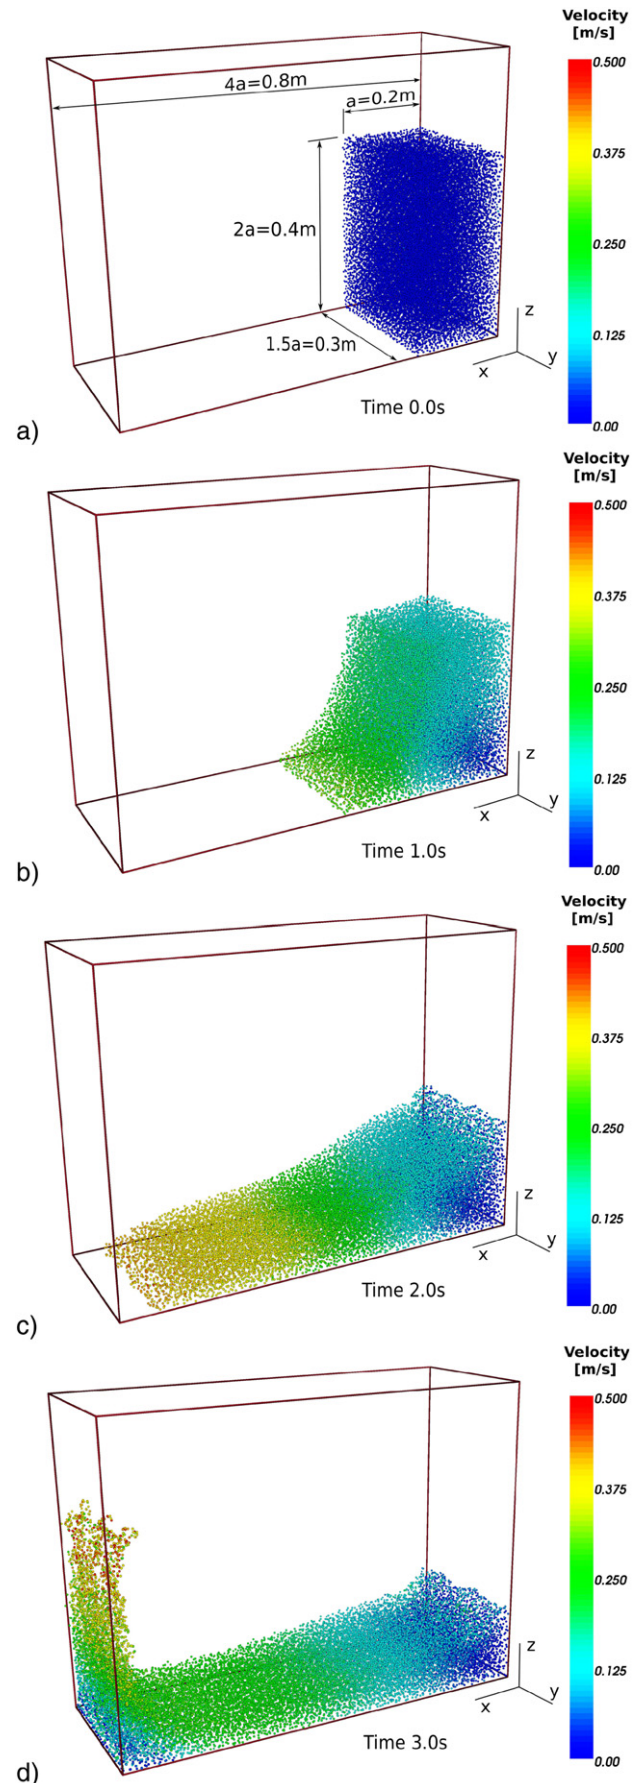 Velocity
[m/s]
0.500
4a=0.8m
a=0.2m
0.375
2a=0.4m
0.250
1.5a=0.3m
z
0.125
x
y
Time 0.0s
0.00
a)
Velocity
[m/s]
0.500
0.375
0.250
0.125
z
x
y
Time 1.0s
0.00
b)
Velocity
[m/s]
0.500
0.375
0.250
z
0.125
x
y
Time 2.0s
0.00
c)
Velocity
[m/s]
0.500
0.375
0.250
z
0.125
x
y
Time 3.0s
0.00
d)